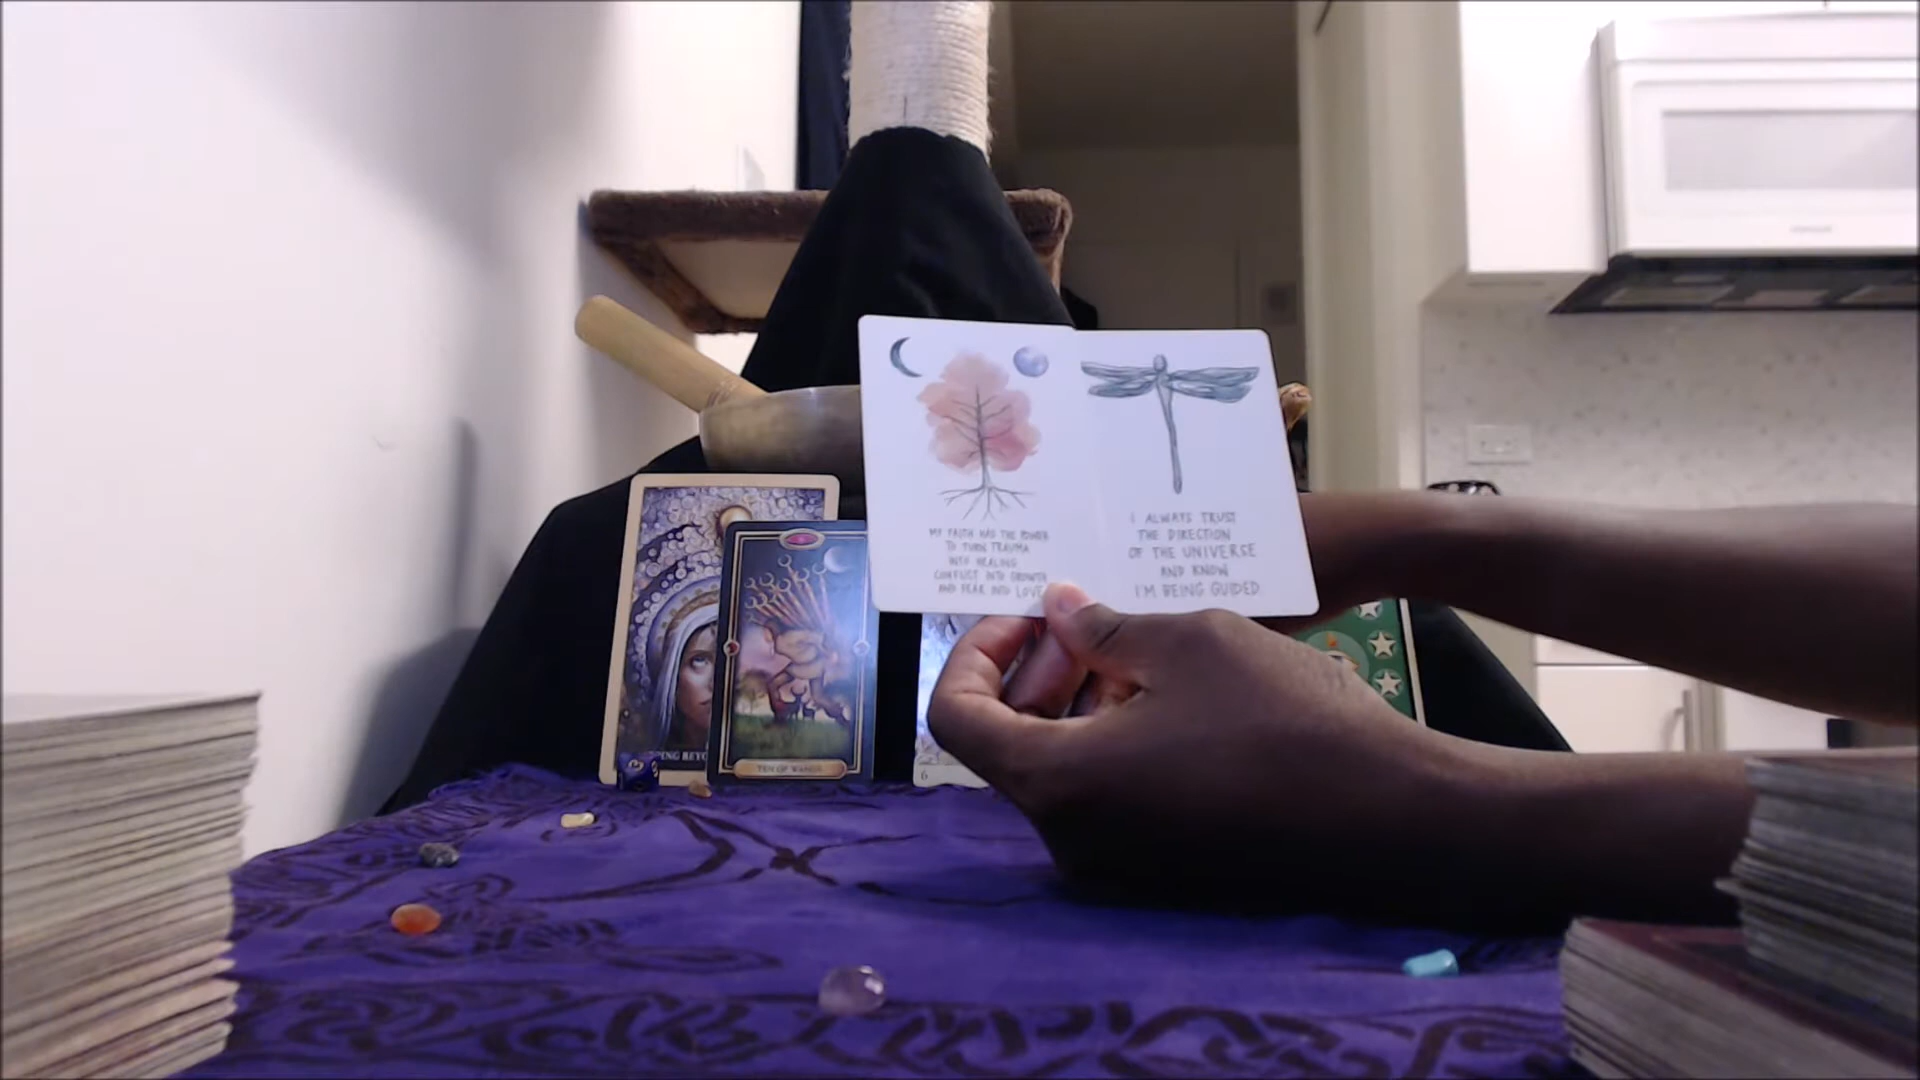 MY FAITH HAS THE POWER
TO TURN TRAUMA
INTO HEALING
CONFLICT INTO GROWTH
AND FEAR INTO LOVE
I ALWAYS TRUST
THE DIRECTION
OF THE UNIVERSE
AND KNOW
I'M BEING GUIDED
TEN OF WANDS
6